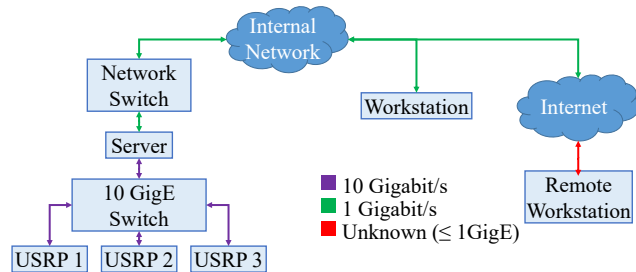 Internal
Network
Network
Switch
Workstation
Internet
Server
10 GigE
Switch
10 Gigabit/s
1 Gigabit/s
Unknown (≤ 1GigE)
Remote
Workstation
USRP 1
USRP 2
USRP 3